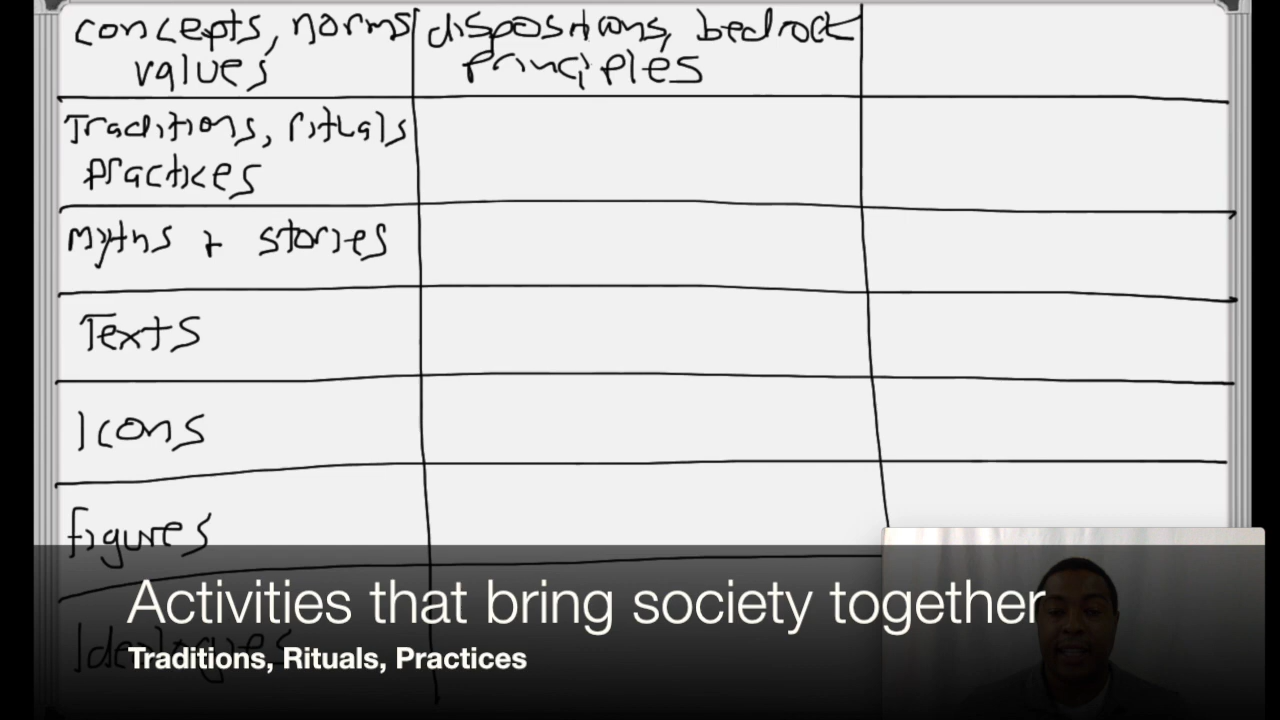 concepts, norms
values
dispositions, bedrock
principles
Traditions, rituals
practices
Myths + stories
Texts
Icons
figures
Ideologies
Activities that bring society together
Traditions, Rituals, Practices